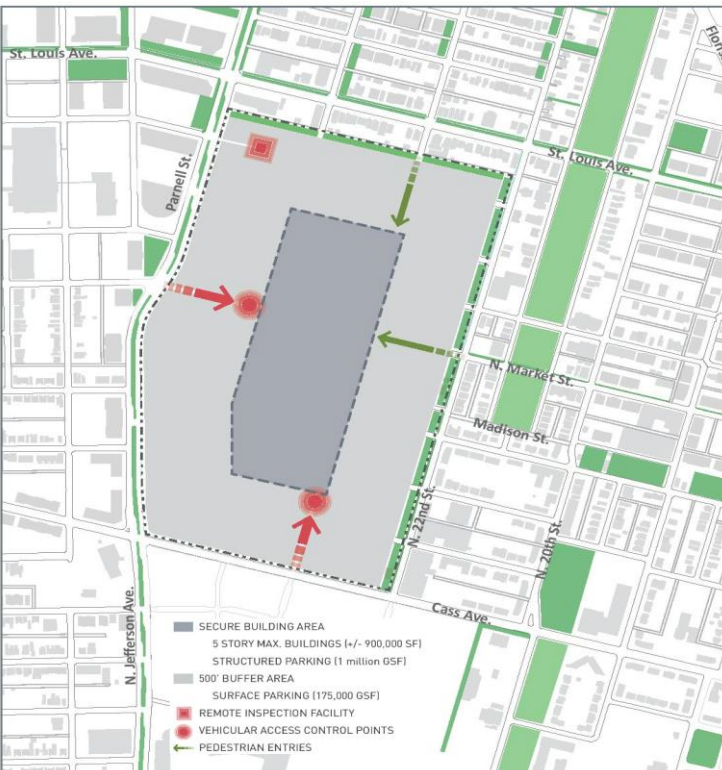 St. Louis Ave.
Parnell St.
St. Louis Ave.
N. Market St.
Madison St.
N. 22nd St.
N. 20th St.
Cass Ave.
N. Jefferson Ave.
SECURE BUILDING AREA
5 STORY MAX. BUILDINGS (+/- 900,000 SF)
STRUCTURED PARKING (1 million GSF)
500' BUFFER AREA
SURFACE PARKING (175,000 GSF)
REMOTE INSPECTION FACILITY
VEHICULAR ACCESS CONTROL POINTS
PEDESTRIAN ENTRIES